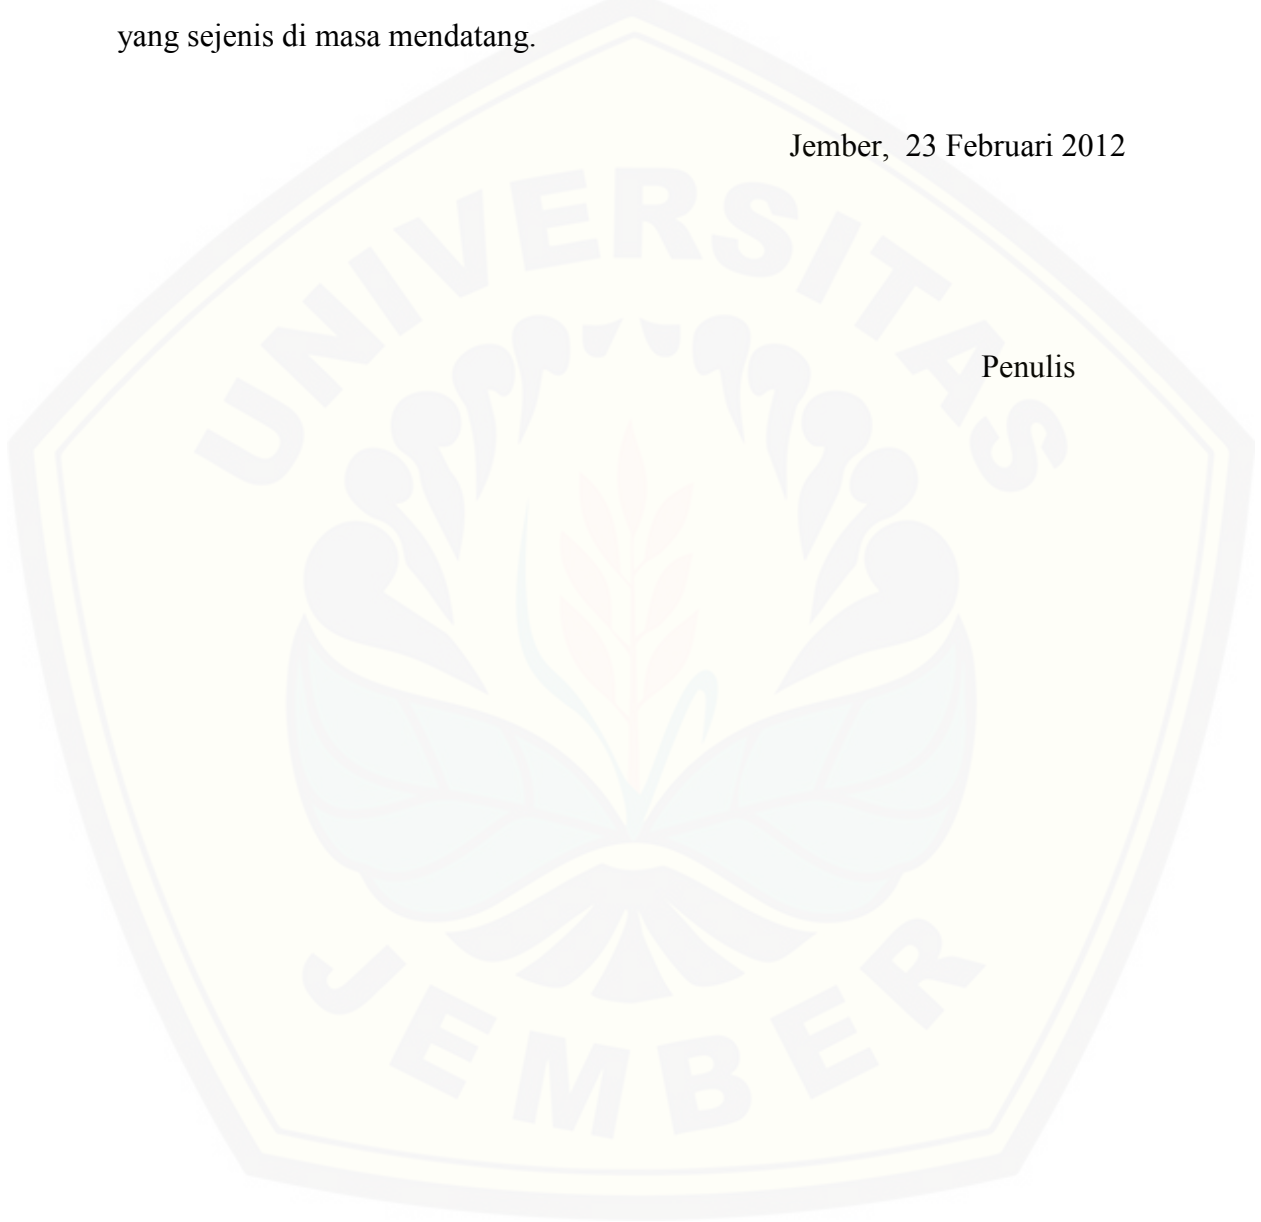 yang sejenis di masa mendatang.
Jember, 23 Februari 2012
UNIVERSITAS
Penulis
JEMBER